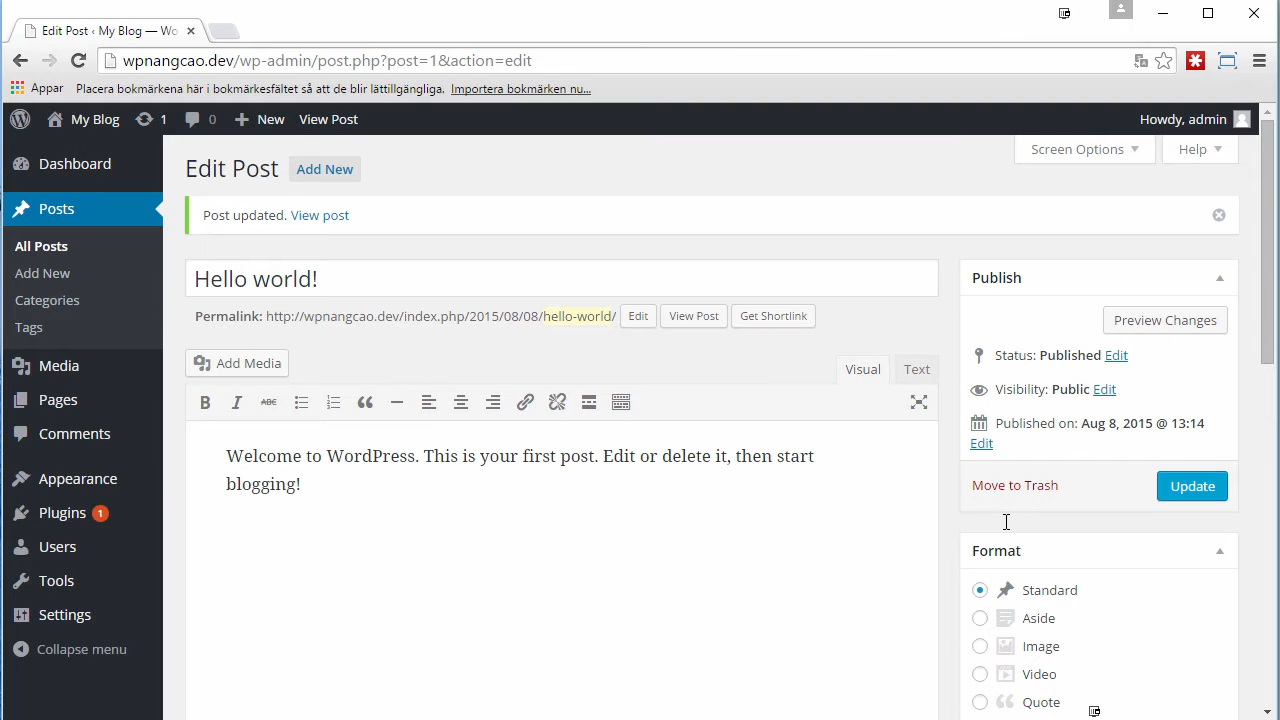 Edit Post ‹ My Blog — Wo
wpnangcao.dev/wp-admin/post.php?post=1&action=edit
Appar Placera bokmärkena här i bokmärkesfältet så att de blir lättillgängliga. Importera bokmärken nu...
My Blog 1 0 New View Post Howdy, admin
Dashboard
Posts
All Posts
Add New
Categories
Tags
Media
Pages
Comments
Appearance
Plugins 1
Users
Tools
Settings
Collapse menu
Screen Options Help
Edit Post Add New
Post updated. View post
Hello world!
Permalink: http://wpnangcao.dev/index.php/2015/08/08/hello-world/ Edit View Post Get Shortlink
Add Media Visual Text
B I ABC
Welcome to WordPress. This is your first post. Edit or delete it, then start
blogging!
Publish
Preview Changes
Status: Published Edit
Visibility: Public Edit
Published on: Aug 8, 2015 @ 13:14
Edit
Move to Trash Update
Format
Standard
Aside
Image
Video
Quote